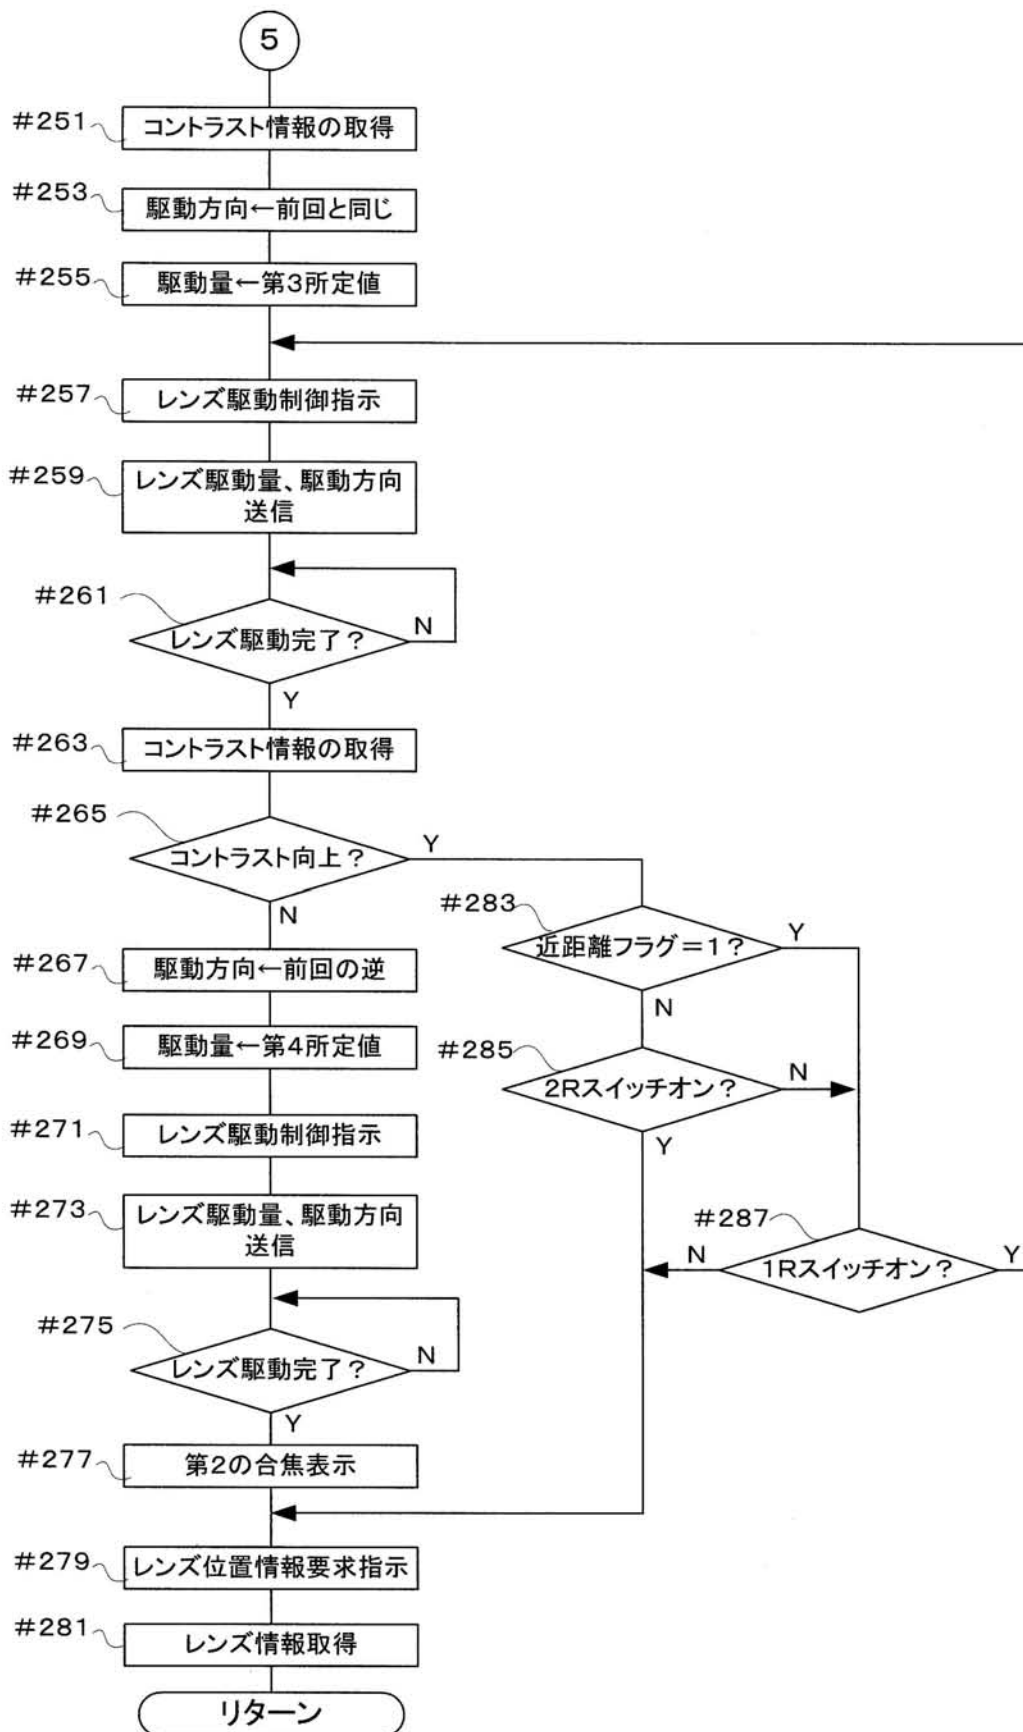 5
#251
コントラスト情報の取得
#253
駆動方向←前回と同じ
#255
駆動量←第3所定値
#257
レンズ駆動制御指示
#259
レンズ駆動量、駆動方向
送信
#261
レンズ駆動完了?
N
Y
#263
コントラスト情報の取得
#265
コントラスト向上?
Y
N
#283
近距離フラグ=1?
Y
N
#267
駆動方向←前回の逆
#269
駆動量←第4所定値
#285
2Rスイッチオン?
N
Y
#271
レンズ駆動制御指示
#273
レンズ駆動量、駆動方向
送信
#287
1Rスイッチオン?
N
Y
#275
レンズ駆動完了?
N
Y
#277
第2の合焦表示
#279
レンズ位置情報要求指示
#281
レンズ情報取得
リターン